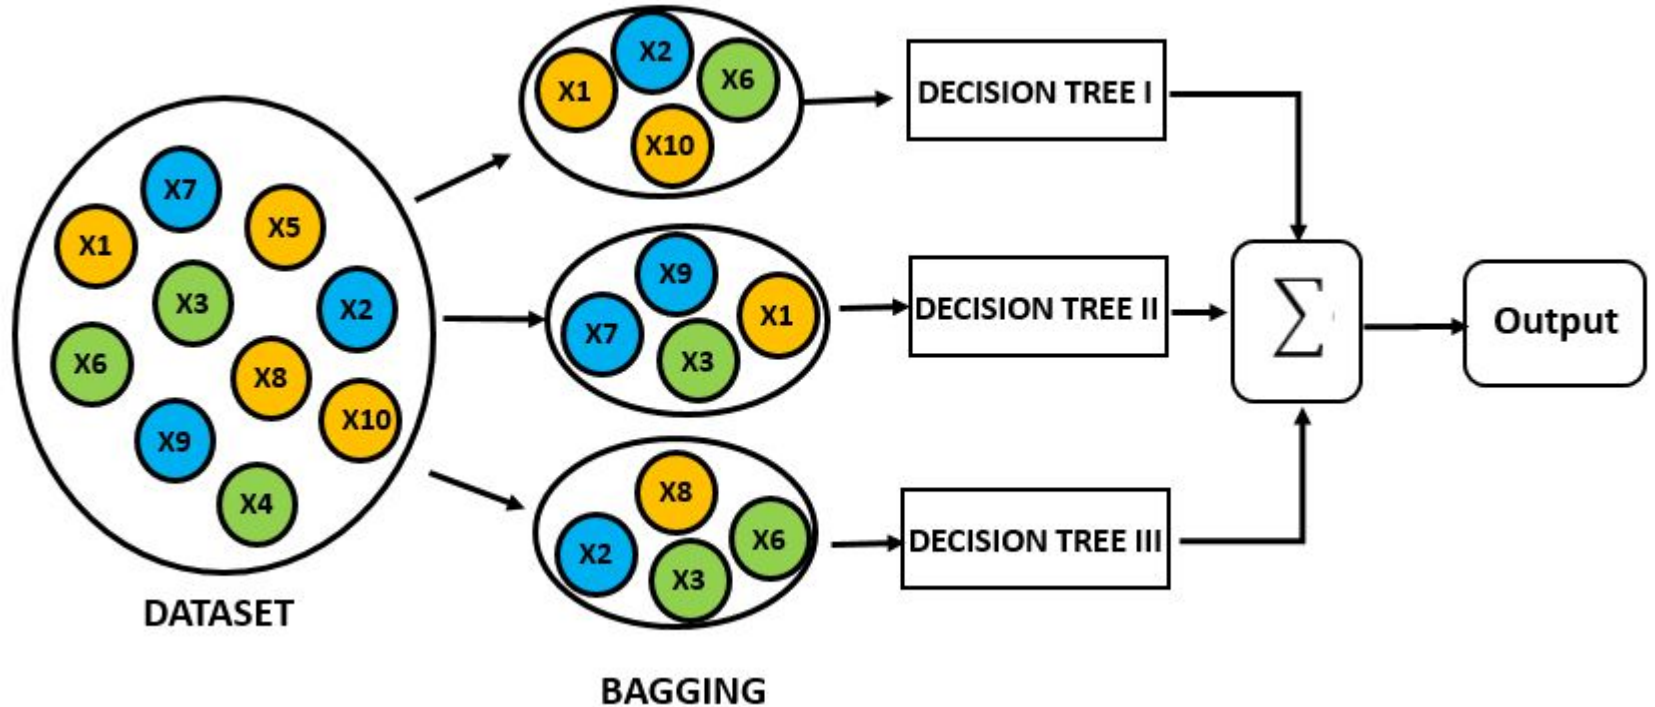 X7
X5
X1
X3
X2
X6
X8
X10
X9
X4
DATASET
X2
X6
X1
X10
X9
X1
X7
X3
X8
X6
X2
X3
BAGGING
DECISION TREE I
DECISION TREE II
DECISION TREE III
∑
Output